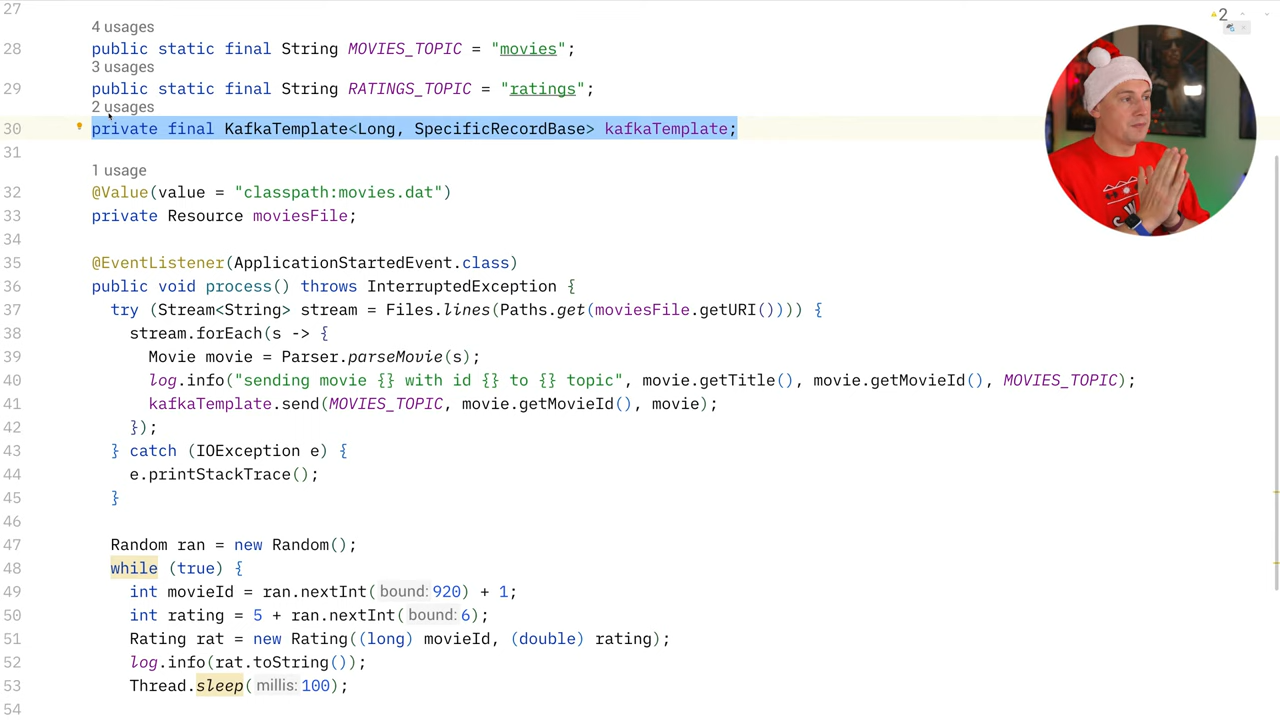 27
4 usages
28 public static final String MOVIES_TOPIC = "movies";
3 usages
29 public static final String RATINGS_TOPIC = "ratings";
2 usages
30 private final KafkaTemplate<Long, SpecificRecordBase> kafkaTemplate;
31
1 usage
32 @Value(value = "classpath:movies.dat")
33 private Resource moviesFile;
34
35 @EventListener(ApplicationStartedEvent.class)
36 public void process() throws InterruptedException {
37 try (Stream<String> stream = Files.lines(Paths.get(moviesFile.getURI()))) {
38 stream.forEach(s -> {
39 Movie movie = Parser.parseMovie(s);
40 log.info("sending movie {} with id {} to {} topic", movie.getTitle(), movie.getMovieId(), MOVIES_TOPIC);
41 kafkaTemplate.send(MOVIES_TOPIC, movie.getMovieId(), movie);
42 });
43 } catch (IOException e) {
44 e.printStackTrace();
45 }
46
47 Random ran = new Random();
48 while (true) {
49 int movieId = ran.nextInt( bound: 920) + 1;
50 int rating = 5 + ran.nextInt( bound: 6);
51 Rating rat = new Rating((long) movieId, (double) rating);
52 log.info(rat.toString());
53 Thread.sleep( millis: 100);
54
2